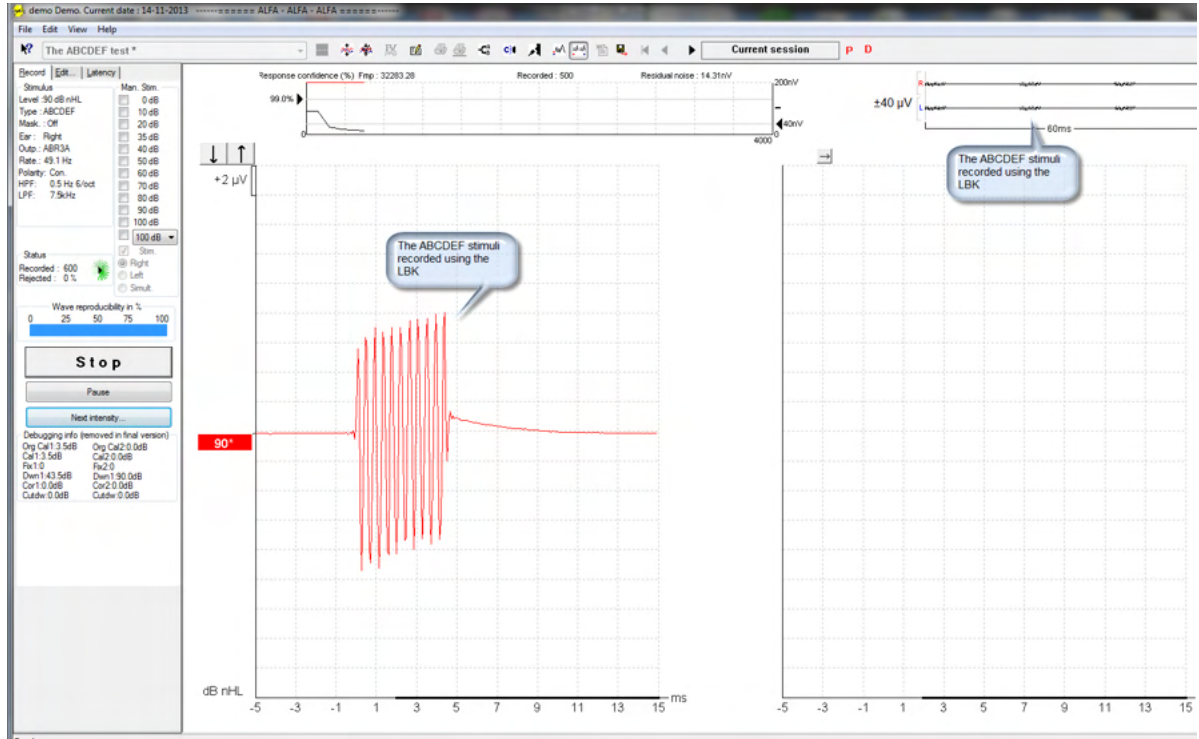 demo Demo. Current date : 14-11-2013 ------====== ALFA - ALFA - ALFA ======------
File Edit View Help
The ABCDEF test *
Current session
P D
Record Edit... Latency
Stimulus
Level :90 dB nHL
Type : ABCDEF
Mask. : Off
Ear : Right
Outp.: ABR3A
Rate.: 49.1 Hz
Polarity: Con.
HPF: 0.5 Hz 6/oct
LPF: 7.5kHz
Man. Stim.
0 dB
10 dB
20 dB
35 dB
40 dB
50 dB
60 dB
70 dB
80 dB
90 dB
100 dB
100 dB
Stim.
Right
Left
Simult.
Status
Recorded : 600
Rejected : 0 %
Wave reproducibility in %
0 25 50 75 100
Stop
Pause
Next intensity...
Debugging info (removed in final version)
Org Cal1:3.5dB Org Cal2:0.0dB
Cal1:3.5dB Cal2:0.0dB
Fix1:0 Fix2:0
Dwn1:43.5dB Dwn1:90.0dB
Cor1:0.0dB Cor2:0.0dB
Cutdw:0.0dB Cutdw:0.0dB
Response confidence (%) Fmp : 32283.28 Recorded : 500 Residual noise : 14.31nV
99.0%
0
200nV
40nV
0
4000
R
L
±40 µV
60ms
+2 µV
The ABCDEF stimuli
recorded using the
LBK
The ABCDEF stimuli
recorded using the
LBK
90*
dB nHL
-5 -3 -1 1 3 5 7 9 11 13 15 ms
-5 -3 -1 1 3 5 7 9 11 13 15